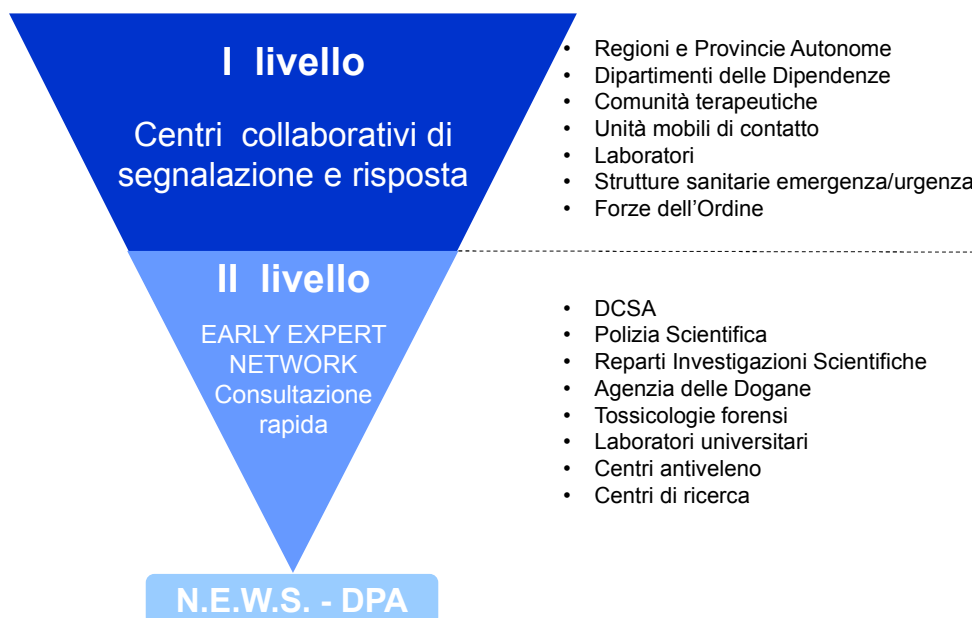 I livello
Centri collaborativi di
segnalazione e risposta
• Regioni e Provincie Autonome
• Dipartimenti delle Dipendenze
• Comunità terapeutiche
• Unità mobili di contatto
• Laboratori
• Strutture sanitarie emergenza/urgenza
• Forze dell'Ordine
II livello
EARLY EXPERT
NETWORK
Consultazione
rapida
• DCSA
• Polizia Scientifica
• Reparti Investigazioni Scientifiche
• Agenzia delle Dogane
• Tossicologie forensi
• Laboratori universitari
• Centri antiveleno
• Centri di ricerca
N.E.W.S. - DPA